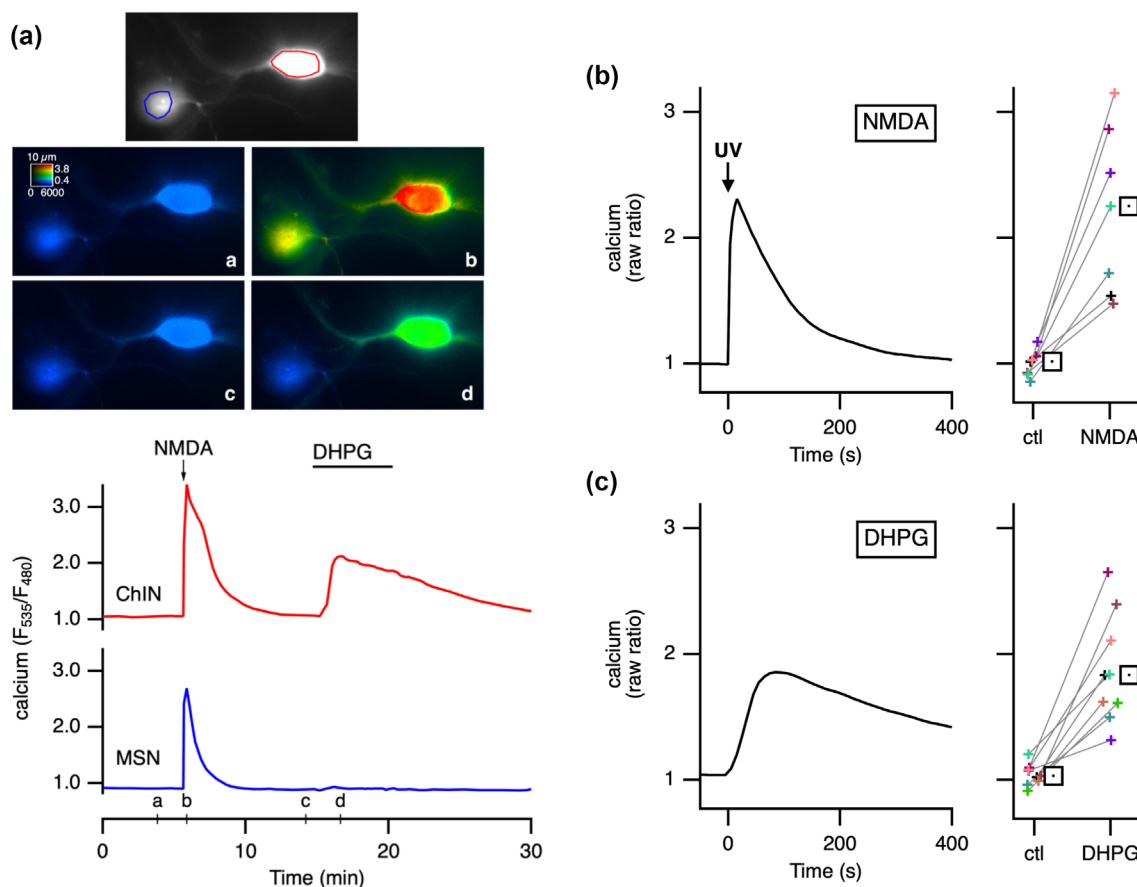 (a)
10 µm
3.8
0.4
0 6000
a
b
c
d
NMDA
DHPG
calcium (F535/F480)
3.0
2.0
1.0
ChIN
3.0
2.0
1.0
MSN
a b c d
0 10 20 30
Time (min)
(b)
calcium
(raw ratio)
3
2
1
UV
NMDA
0 200 400
Time (s)
ctl NMDA
(c)
calcium
(raw ratio)
3
2
1
DHPG
0 200 400
Time (s)
ctl DHPG